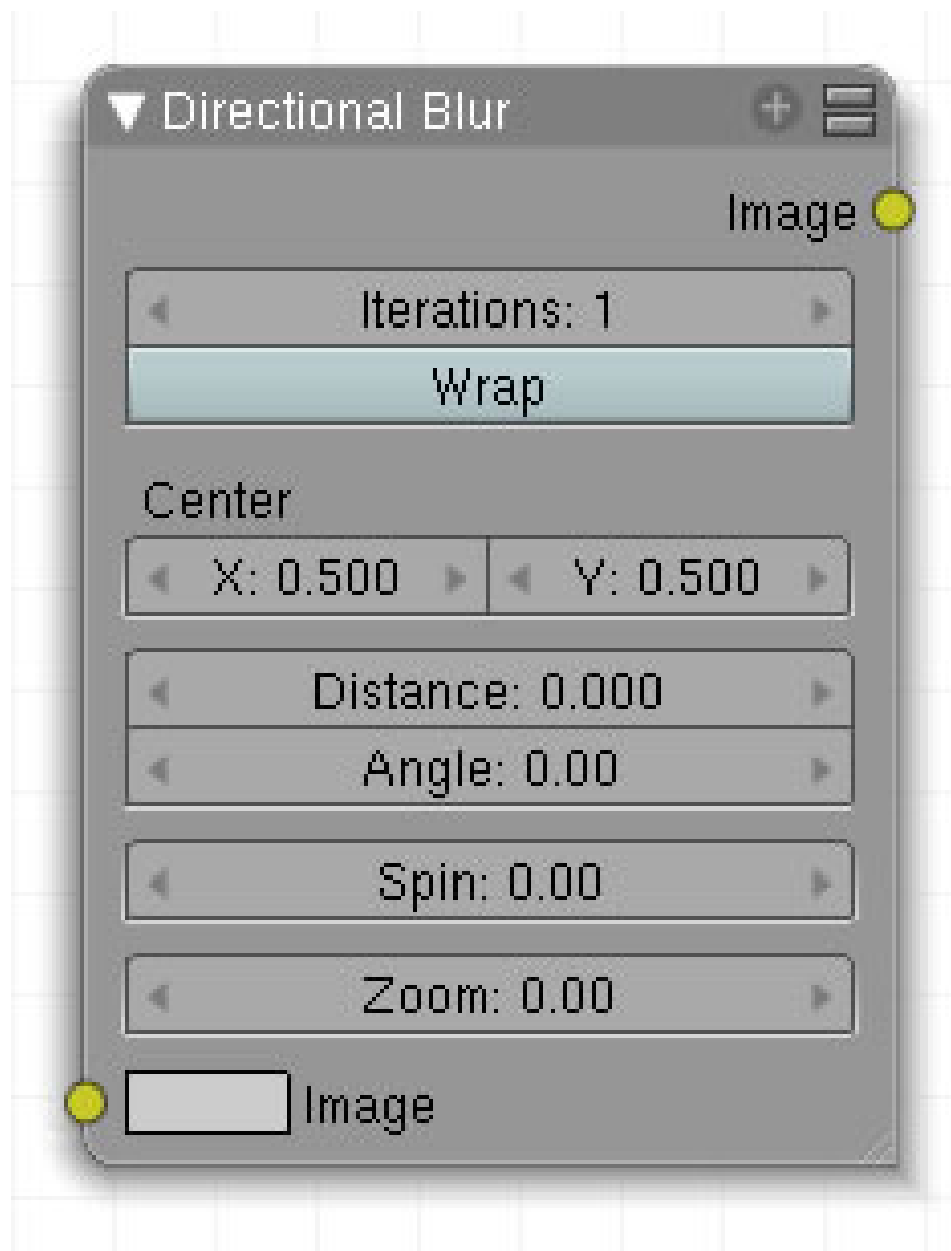 Directional Blur
Image
Iterations: 1
Wrap
Center
X: 0.500 Y: 0.500
Distance: 0.000
Angle: 0.00
Spin: 0.00
Zoom: 0.00
Image